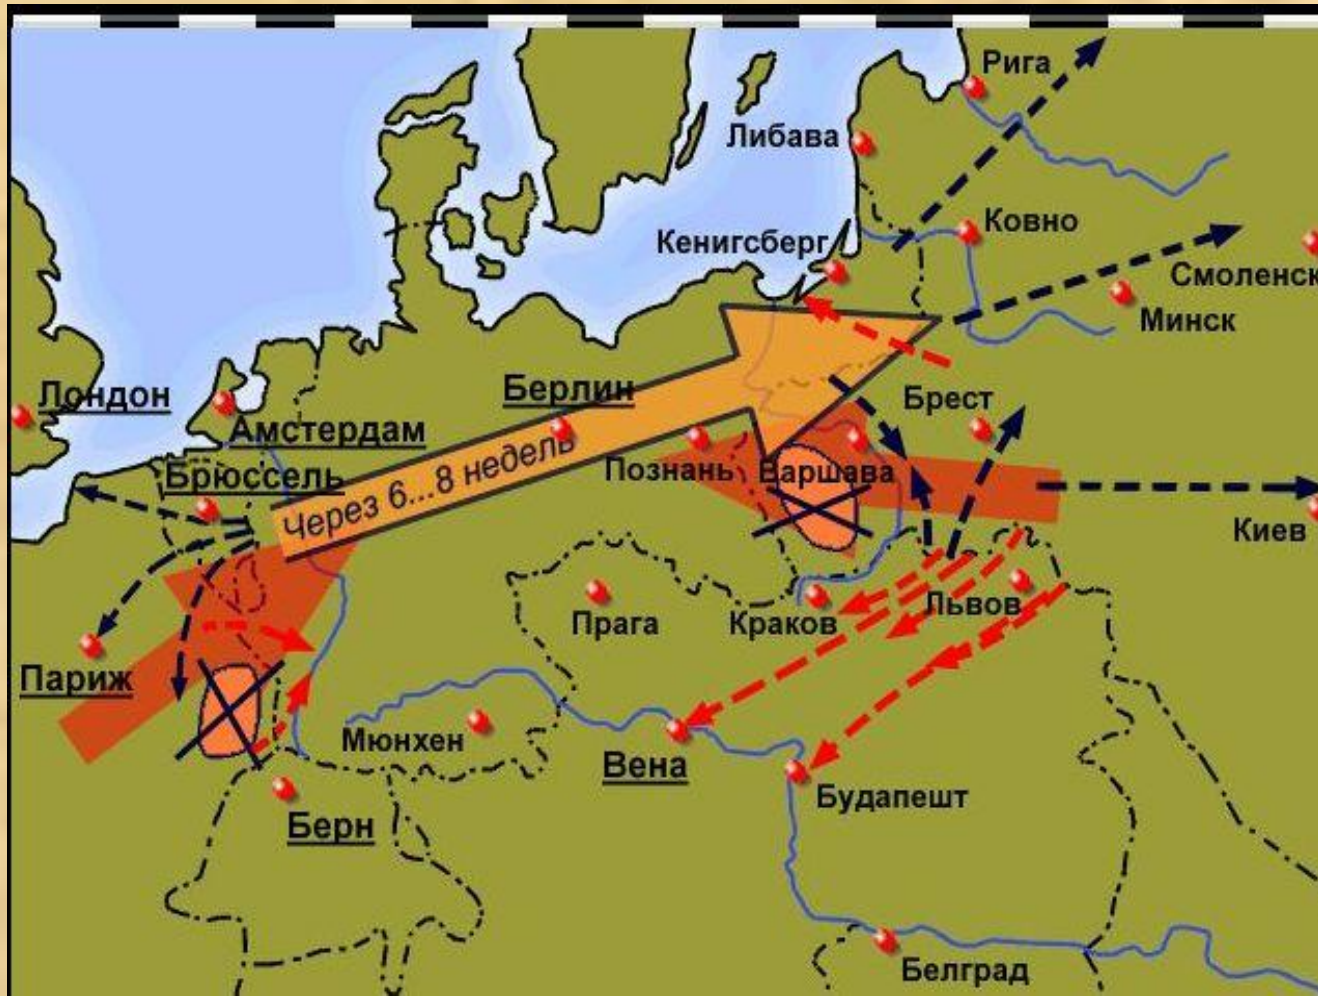 Рига
Либава
Ковно
Кенигсберг
Смоленск
Минск
Лондон
Берлин
Брест
Амстердам
Брюссель
Познань
Варшава
Через 6...8 недель
Киев
Прага
Краков
Львов
Париж
Мюнхен
Вена
Будапешт
Берн
Белград